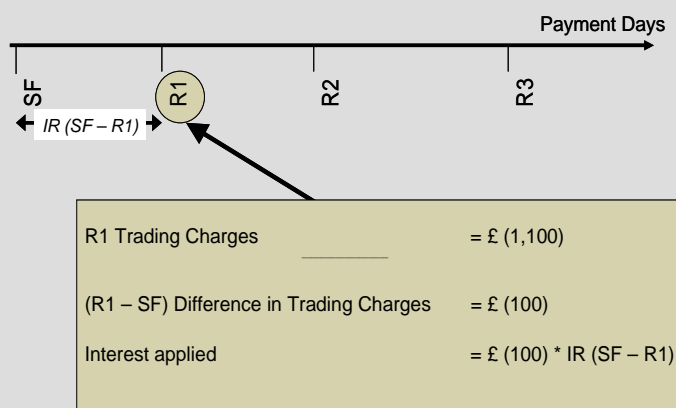 Payment Days
SF
R1
R2
R3
IR (SF – R1)
R1 Trading Charges = £ (1,100)
(R1 – SF) Difference in Trading Charges = £ (100)
Interest applied = £ (100) * IR (SF – R1)